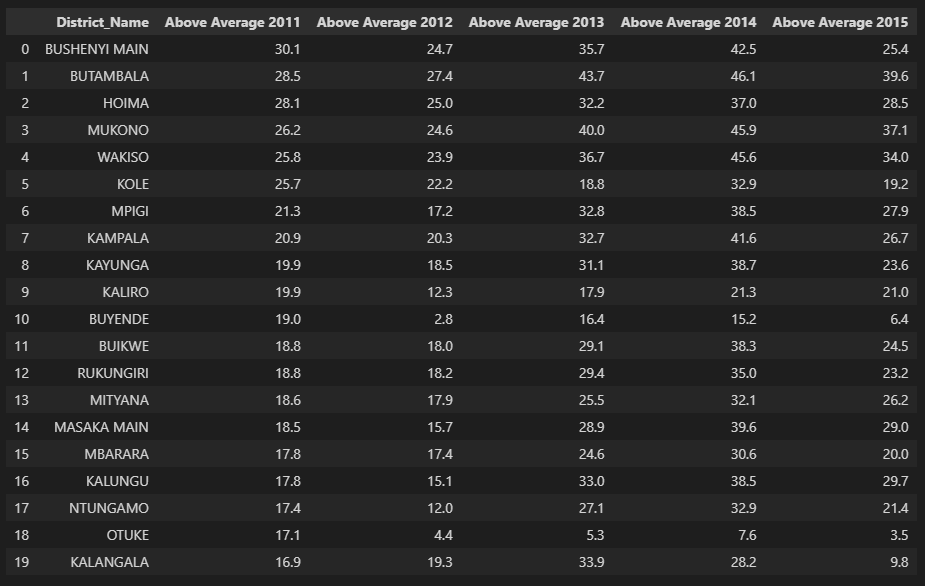 District_Name Above Average 2011 Above Average 2012 Above Average 2013 Above Average 2014 Above Average 2015
0 BUSHENYI MAIN 30.1 24.7 35.7 42.5 25.4
1 BUTAMBALA 28.5 27.4 43.7 46.1 39.6
2 HOIMA 28.1 25.0 32.2 37.0 28.5
3 MUKONO 26.2 24.6 40.0 45.9 37.1
4 WAKISO 25.8 23.9 36.7 45.6 34.0
5 KOLE 25.7 22.2 18.8 32.9 19.2
6 MPIGI 21.3 17.2 32.8 38.5 27.9
7 KAMPALA 20.9 20.3 32.7 41.6 26.7
8 KAYUNGA 19.9 18.5 31.1 38.7 23.6
9 KALIRO 19.9 12.3 17.9 21.3 21.0
10 BUYENDE 19.0 2.8 16.4 15.2 6.4
11 BUIKWE 18.8 18.0 29.1 38.3 24.5
12 RUKUNGIRI 18.8 18.2 29.4 35.0 23.2
13 MITYANA 18.6 17.9 25.5 32.1 26.2
14 MASAKA MAIN 18.5 15.7 28.9 39.6 29.0
15 MBARARA 17.8 17.4 24.6 30.6 20.0
16 KALUNGU 17.8 15.1 33.0 38.5 29.7
17 NTUNGAMO 17.4 12.0 27.1 32.9 21.4
18 OTUKE 17.1 4.4 5.3 7.6 3.5
19 KALANGALA 16.9 19.3 33.9 28.2 9.8